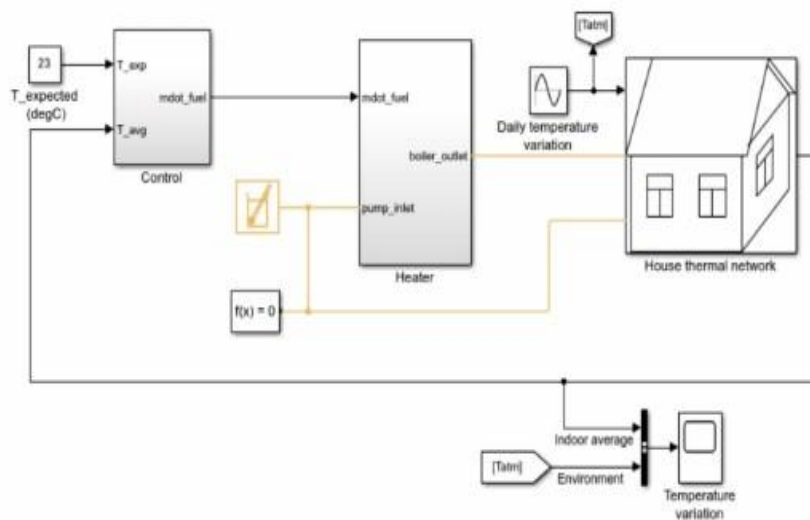 [Tatm]
23
T_expected
(degC)
T_exp
mdot_fuel
T_avg
Control
mdot_fuel
boiler_outlet
pump_inlet
Heater
Daily temperature
variation
House thermal network
f(x) = 0
Indoor average
[Tatm]
Environment
Temperature
variation